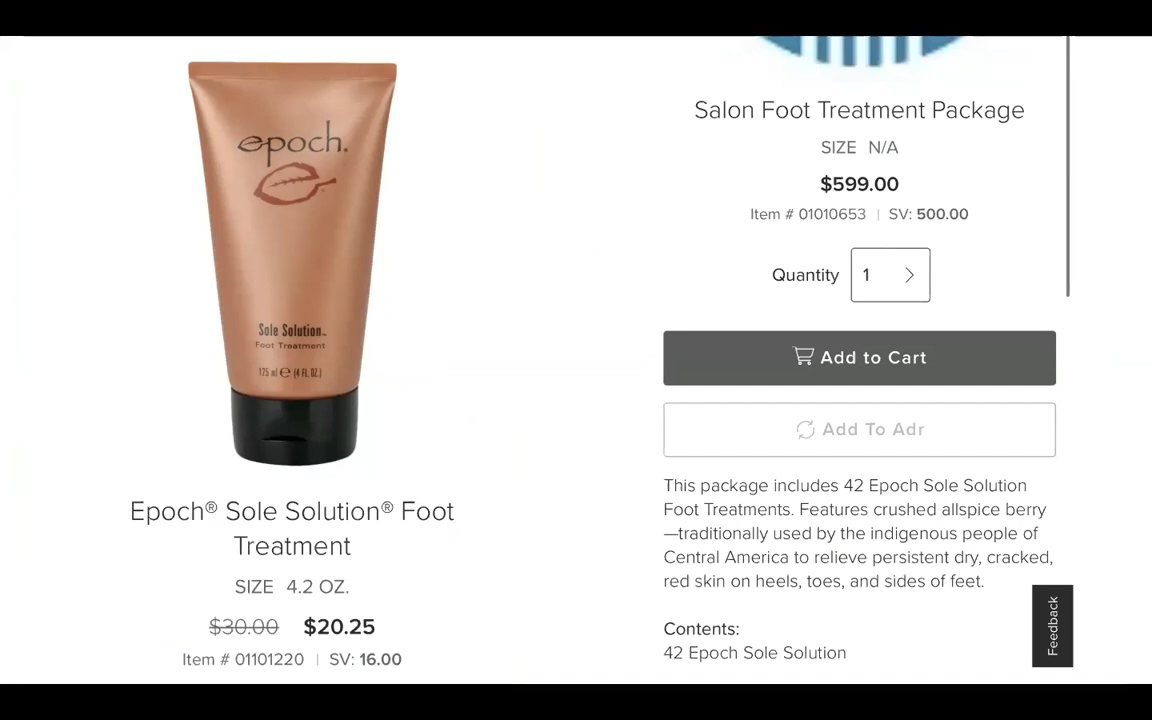 epoch.
Sole Solution™
Foot Treatment
125 ml e (4 FL. OZ.)
Epoch® Sole Solution® Foot
Treatment
SIZE 4.2 OZ.
$30.00 $20.25
Item # 01101220 | SV: 16.00
Salon Foot Treatment Package
SIZE N/A
$599.00
Item # 01010653 | SV: 500.00
Quantity 1
Add to Cart
Add To Adr
This package includes 42 Epoch Sole Solution
Foot Treatments. Features crushed allspice berry
—traditionally used by the indigenous people of
Central America to relieve persistent dry, cracked,
red skin on heels, toes, and sides of feet.
Contents:
42 Epoch Sole Solution
Feedback